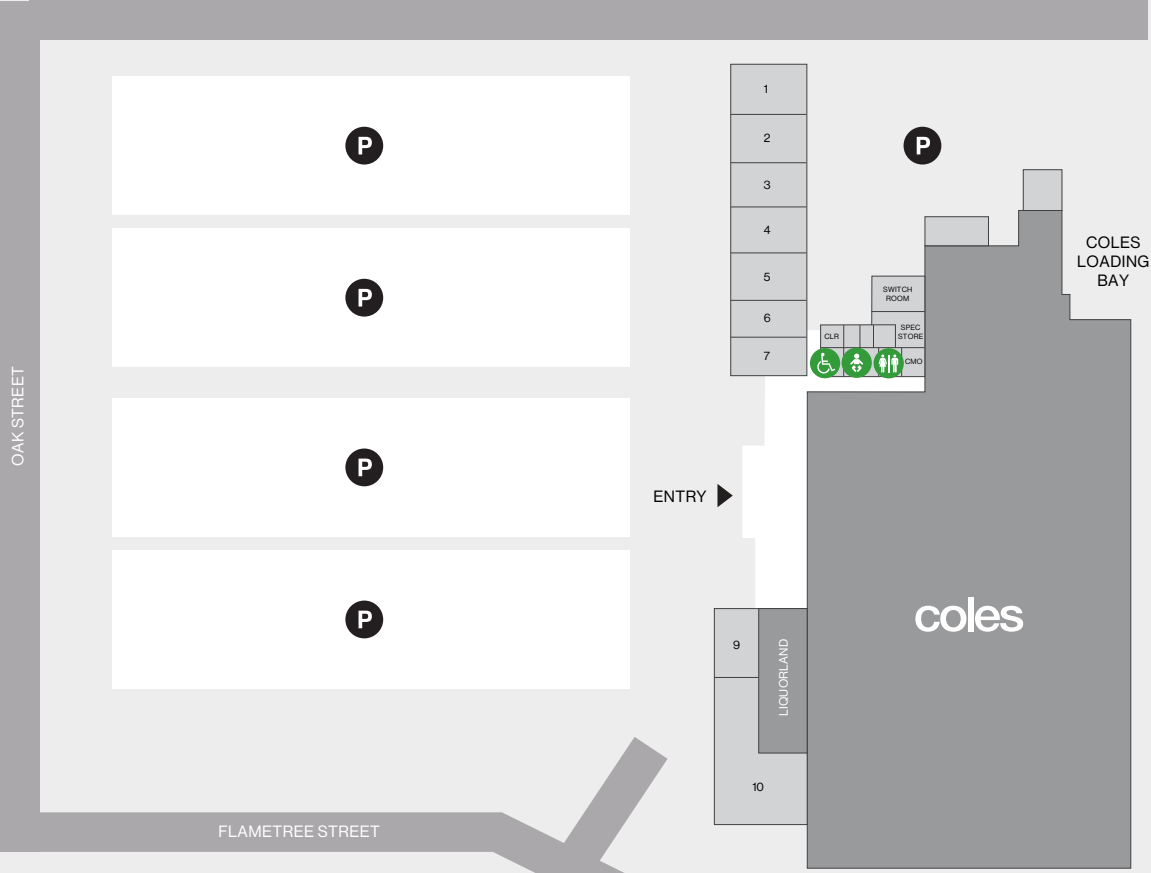 P
P
P
P
P
1
2
3
4
5
6
7
SWITCH
ROOM
SPEC
STORE
CLR
CMO
COLES
LOADING
BAY
OAK STREET
ENTRY
coles
9
LIQUORLAND
10
FLAMETREE STREET